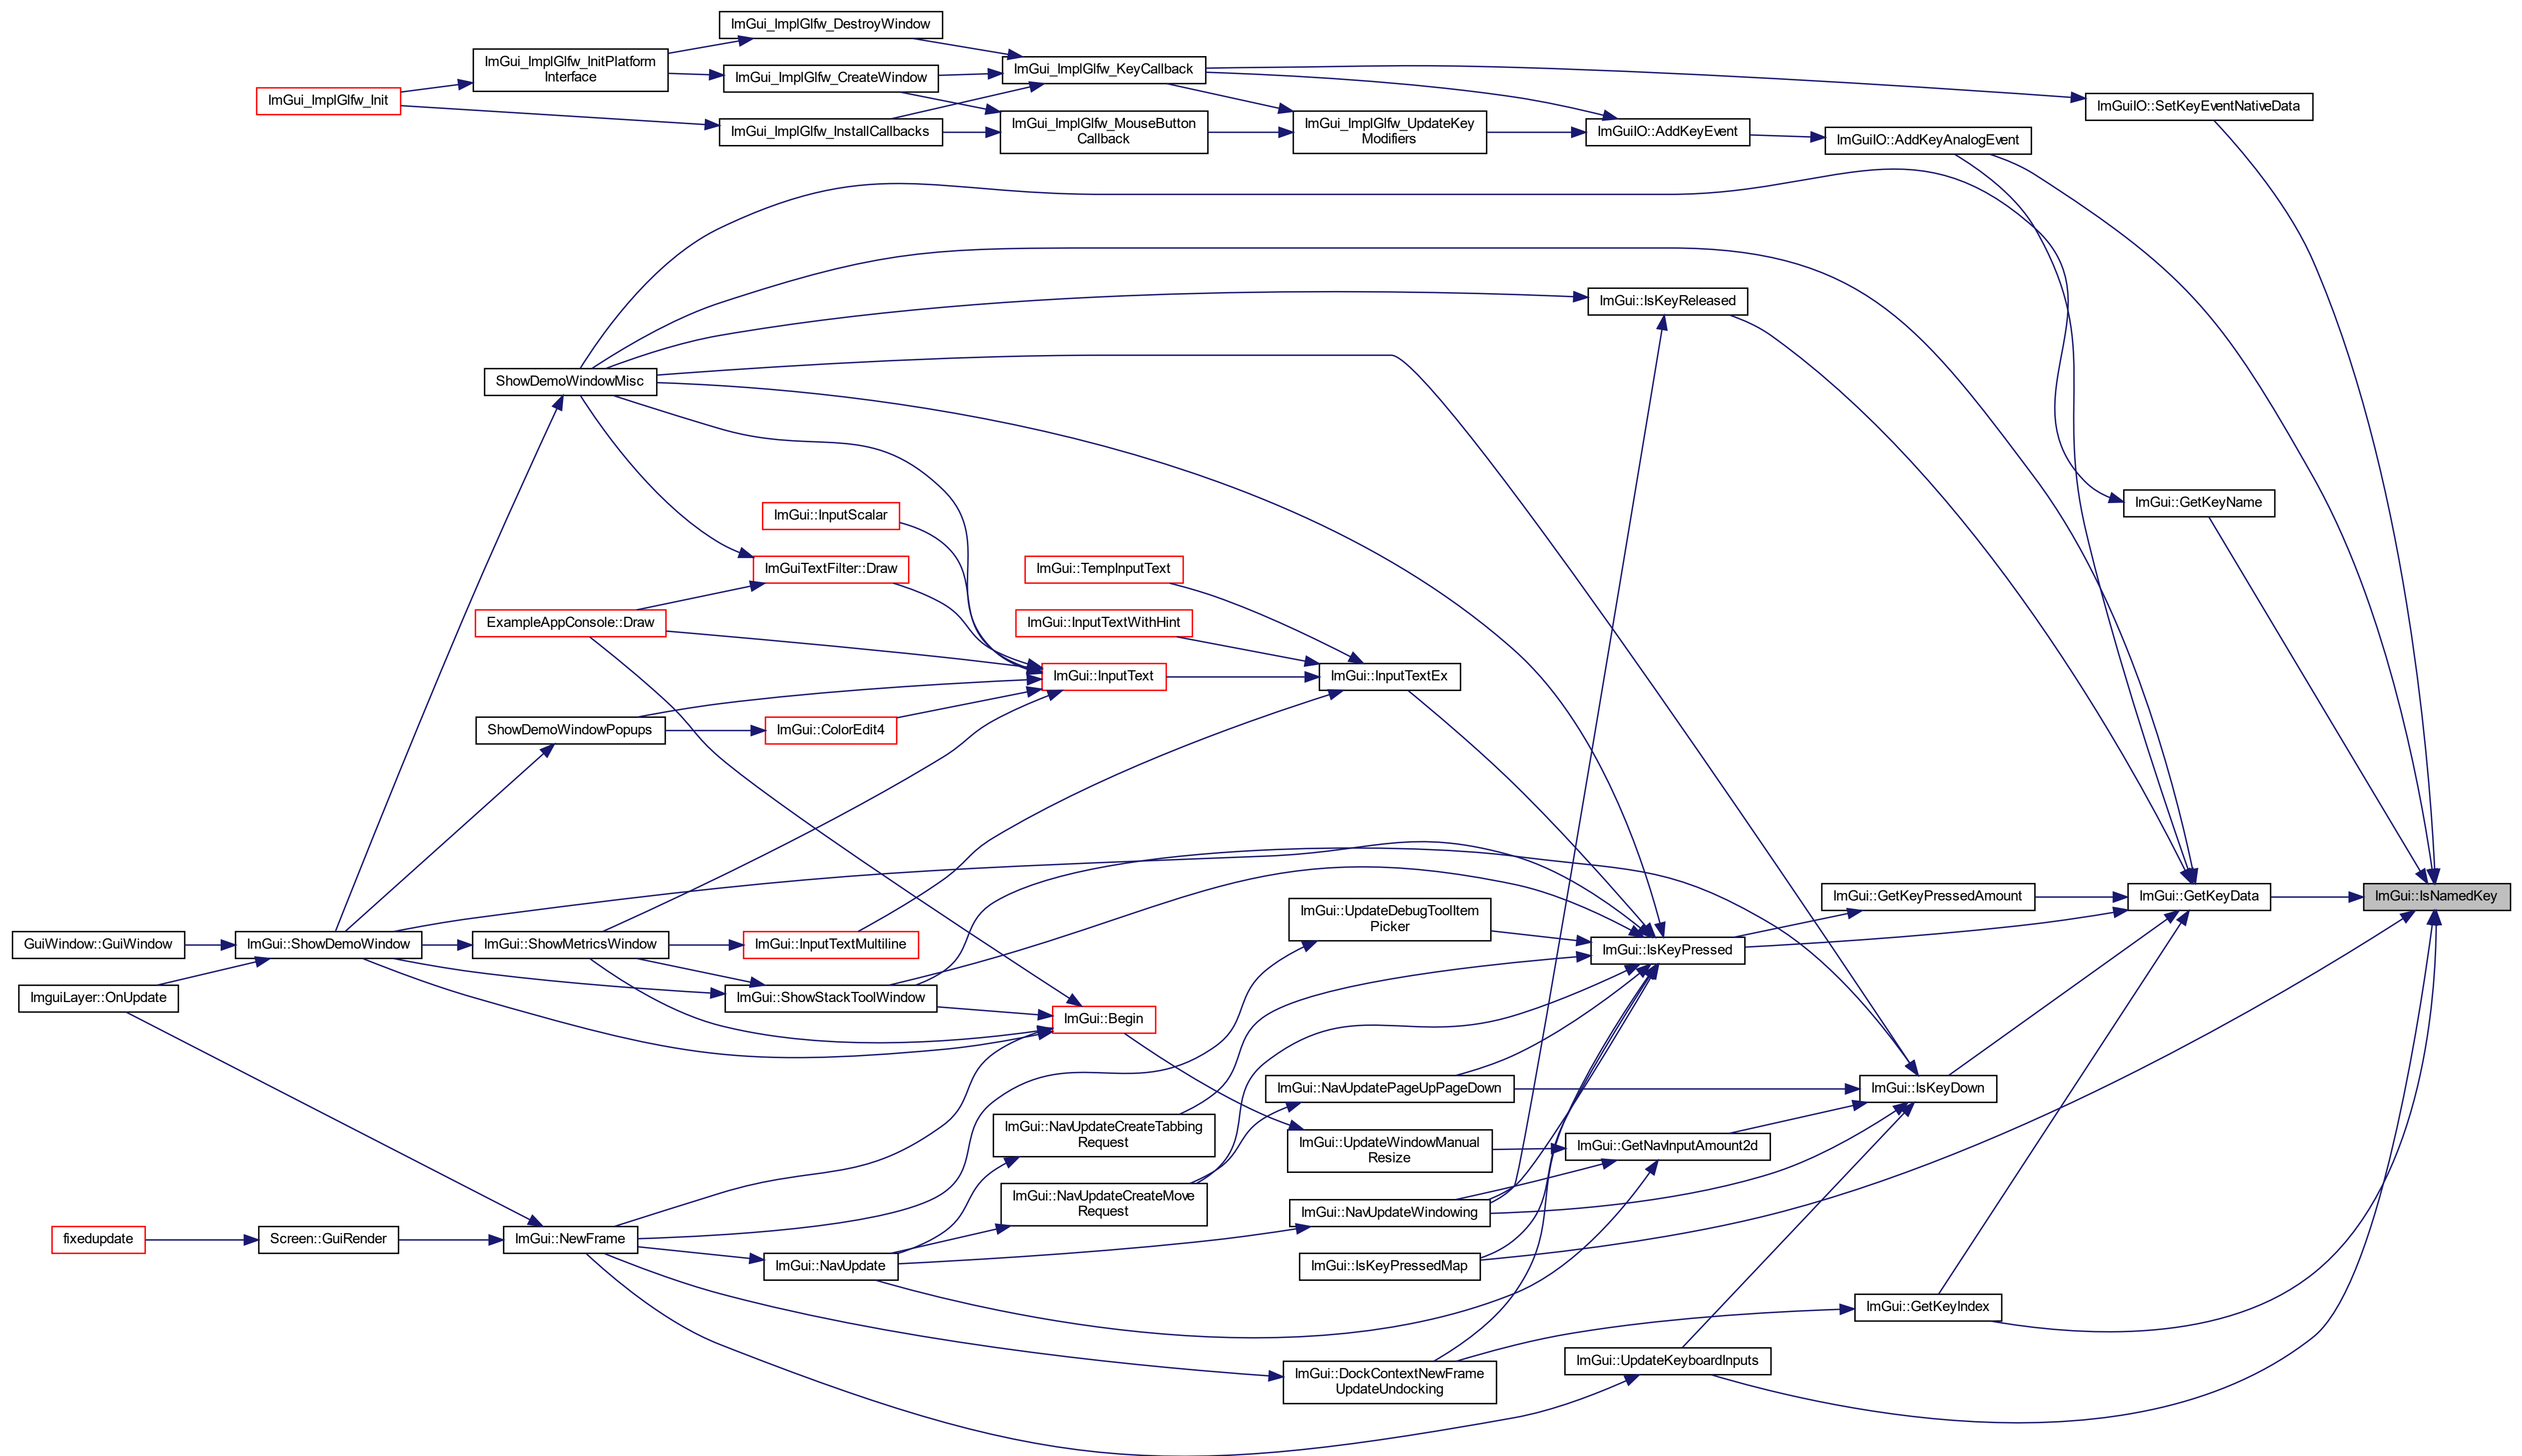 ImGui_ImplGlfw_DestroyWindow
ImGui_ImplGlfw_InitPlatform
Interface
ImGui_ImplGlfw_KeyCallback
ImGui_ImplGlfw_CreateWindow
ImGui_ImplGlfw_Init
ImGuiIO::SetKeyEventNativeData
ImGui_ImplGlfw_InstallCallbacks
ImGui_ImplGlfw_MouseButton
Callback
ImGui_ImplGlfw_UpdateKey
Modifiers
ImGuiIO::AddKeyEvent
ImGuiIO::AddKeyAnalogEvent
ImGui::IsKeyReleased
ShowDemoWindowMisc
ImGui::GetKeyName
ImGui::InputScalar
ImGuiTextFilter::Draw
ImGui::TempInputText
ExampleAppConsole::Draw
ImGui::InputTextWithHint
ImGui::InputText
ImGui::InputTextEx
ShowDemoWindowPopups
ImGui::ColorEdit4
ImGui::GetKeyPressedAmount
ImGui::GetKeyData
ImGui::IsNamedKey
ImGui::UpdateDebugToolItem
Picker
GuiWindow::GuiWindow
ImGui::ShowDemoWindow
ImGui::ShowMetricsWindow
ImGui::InputTextMultiline
ImGui::IsKeyPressed
ImguiLayer::OnUpdate
ImGui::ShowStackToolWindow
ImGui::Begin
ImGui::NavUpdatePageUpPageDown
ImGui::IsKeyDown
ImGui::NavUpdateCreateTabbing
Request
ImGui::UpdateWindowManual
Resize
ImGui::GetNavInputAmount2d
ImGui::NavUpdateCreateMove
Request
ImGui::NavUpdateWindowing
fixedupdate
Screen::GuiRender
ImGui::NewFrame
ImGui::NavUpdate
ImGui::IsKeyPressedMap
ImGui::GetKeyIndex
ImGui::DockContextNewFrame
UpdateUndocking
ImGui::UpdateKeyboardInputs